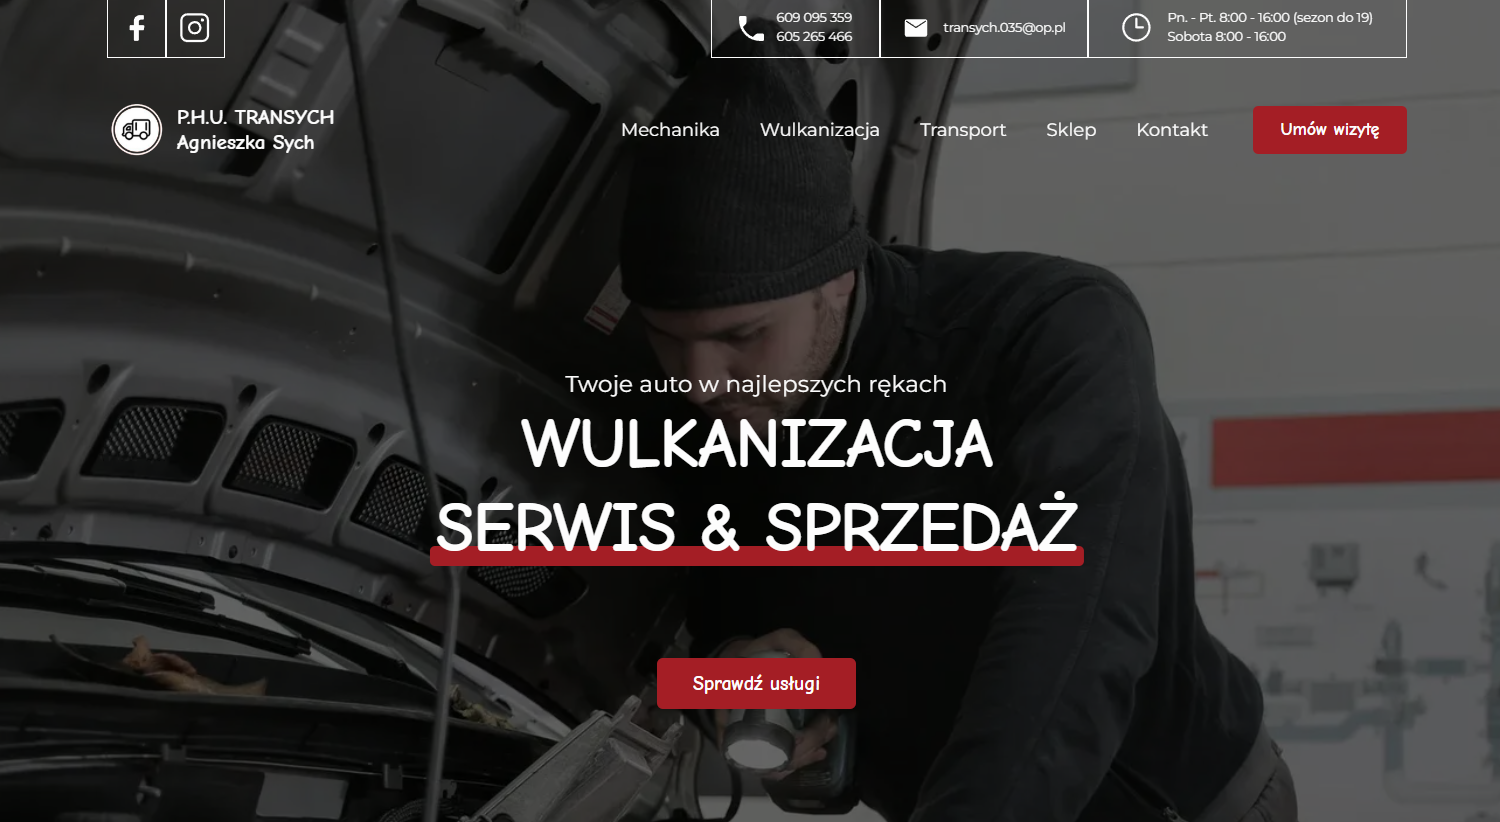 609 095 359
605 265 466
transych.035@op.pl
Pn. - Pt. 8:00 - 16:00 (sezon do 19)
Sobota 8:00 - 16:00
P.H.U. TRANSYCH
Agnieszka Sych
Mechanika
Wulkanizacja
Transport
Sklep
Kontakt
Umów wizytę
Twoje auto w najlepszych rękach
WULKANIZACJA
SERWIS & SPRZEDAŻ
Sprawdź usługi